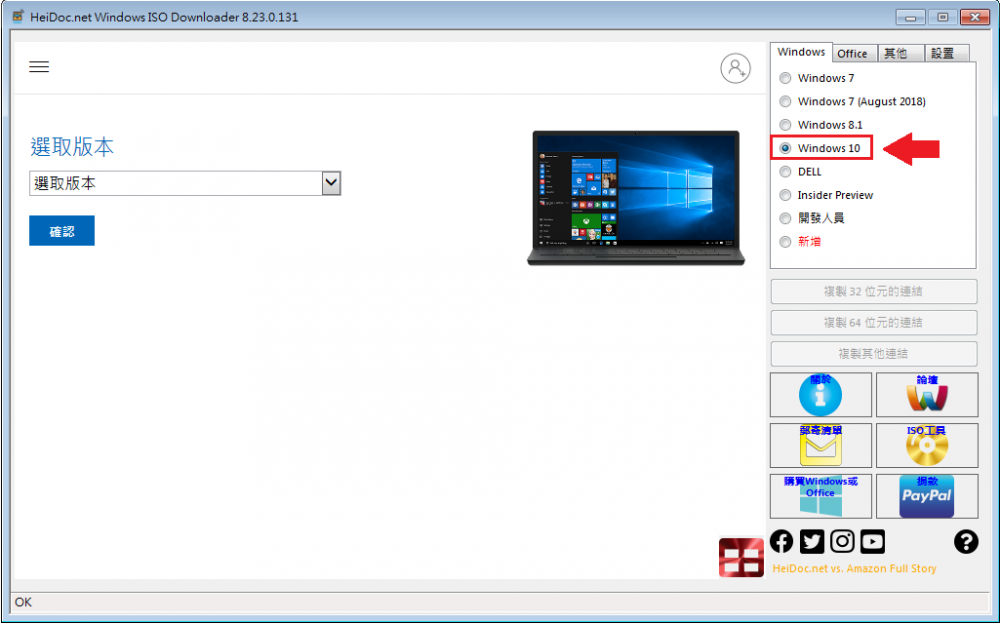 HeiDoc.net Windows ISO Downloader 8.23.0.131
選取版本
選取版本
確認
Windows
Office
其他
設置
Windows 7
Windows 7 (August 2018)
Windows 8.1
Windows 10
DELL
Insider Preview
開發人員
新增
複製 32 位元的連結
複製 64 位元的連結
複製其他連結
關於
論壇
郵寄清單
ISO工具
購買Windows或
Office
捐款
PayPal
HeiDoc.net vs. Amazon Full Story
OK